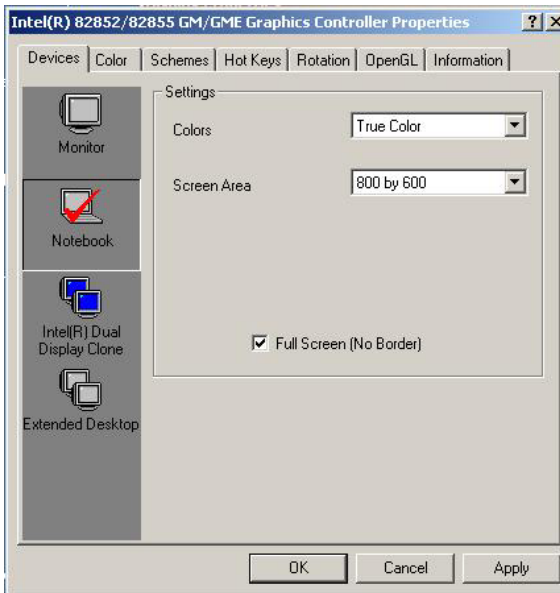 Intel(R) 82852/82855 GM/GME Graphics Controller Properties
Devices Color Schemes Hot Keys Rotation OpenGL Information
Settings
Colors True Color
Monitor
Screen Area 800 by 600
Notebook
Intel(R) Dual
Display Clone
Full Screen (No Border)
Extended Desktop
OK Cancel Apply